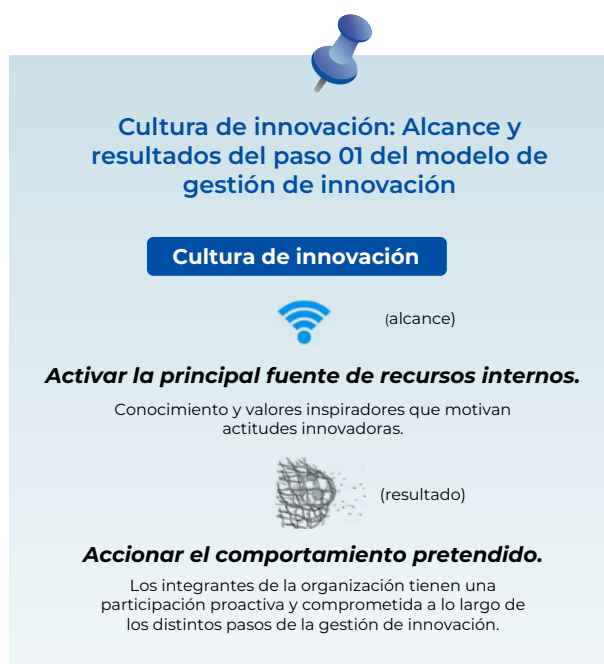 Cultura de innovación: Alcance y
resultados del paso 01 del modelo de
gestión de innovación
Cultura de innovación
(alcance)
Activar la principal fuente de recursos internos.
Conocimiento y valores inspiradores que motivan
actitudes innovadoras.
(resultado)
Accionar el comportamiento pretendido.
Los integrantes de la organización tienen una
participación proactiva y comprometida a lo largo de
los distintos pasos de la gestión de innovación.